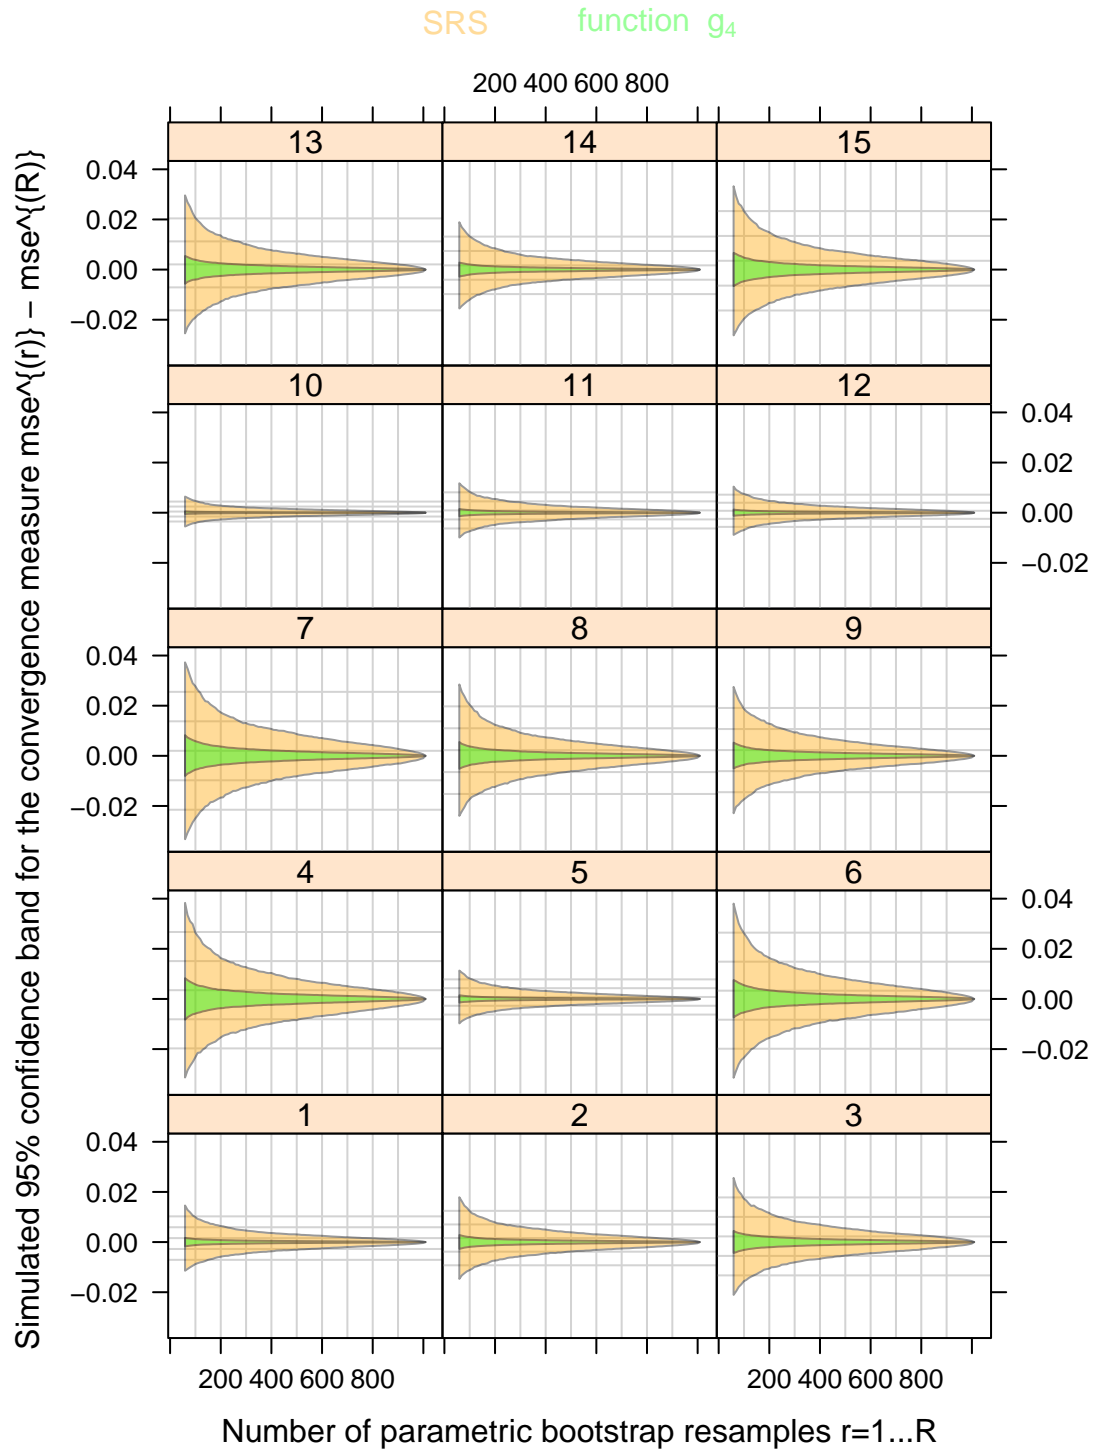 SRS function g₄
200 400 600 800
13 14 15
0.04
0.02
0.00
−0.02
10 11 12
0.04
0.02
0.00
−0.02
7 8 9
0.04
0.02
0.00
−0.02
4 5 6
0.04
0.02
0.00
−0.02
1 2 3
0.04
0.02
0.00
−0.02
200 400 600 800 200 400 600 800
Number of parametric bootstrap resamples r=1...R
Simulated 95% confidence band for the convergence measure mse^{(r)} − mse^{(R)}